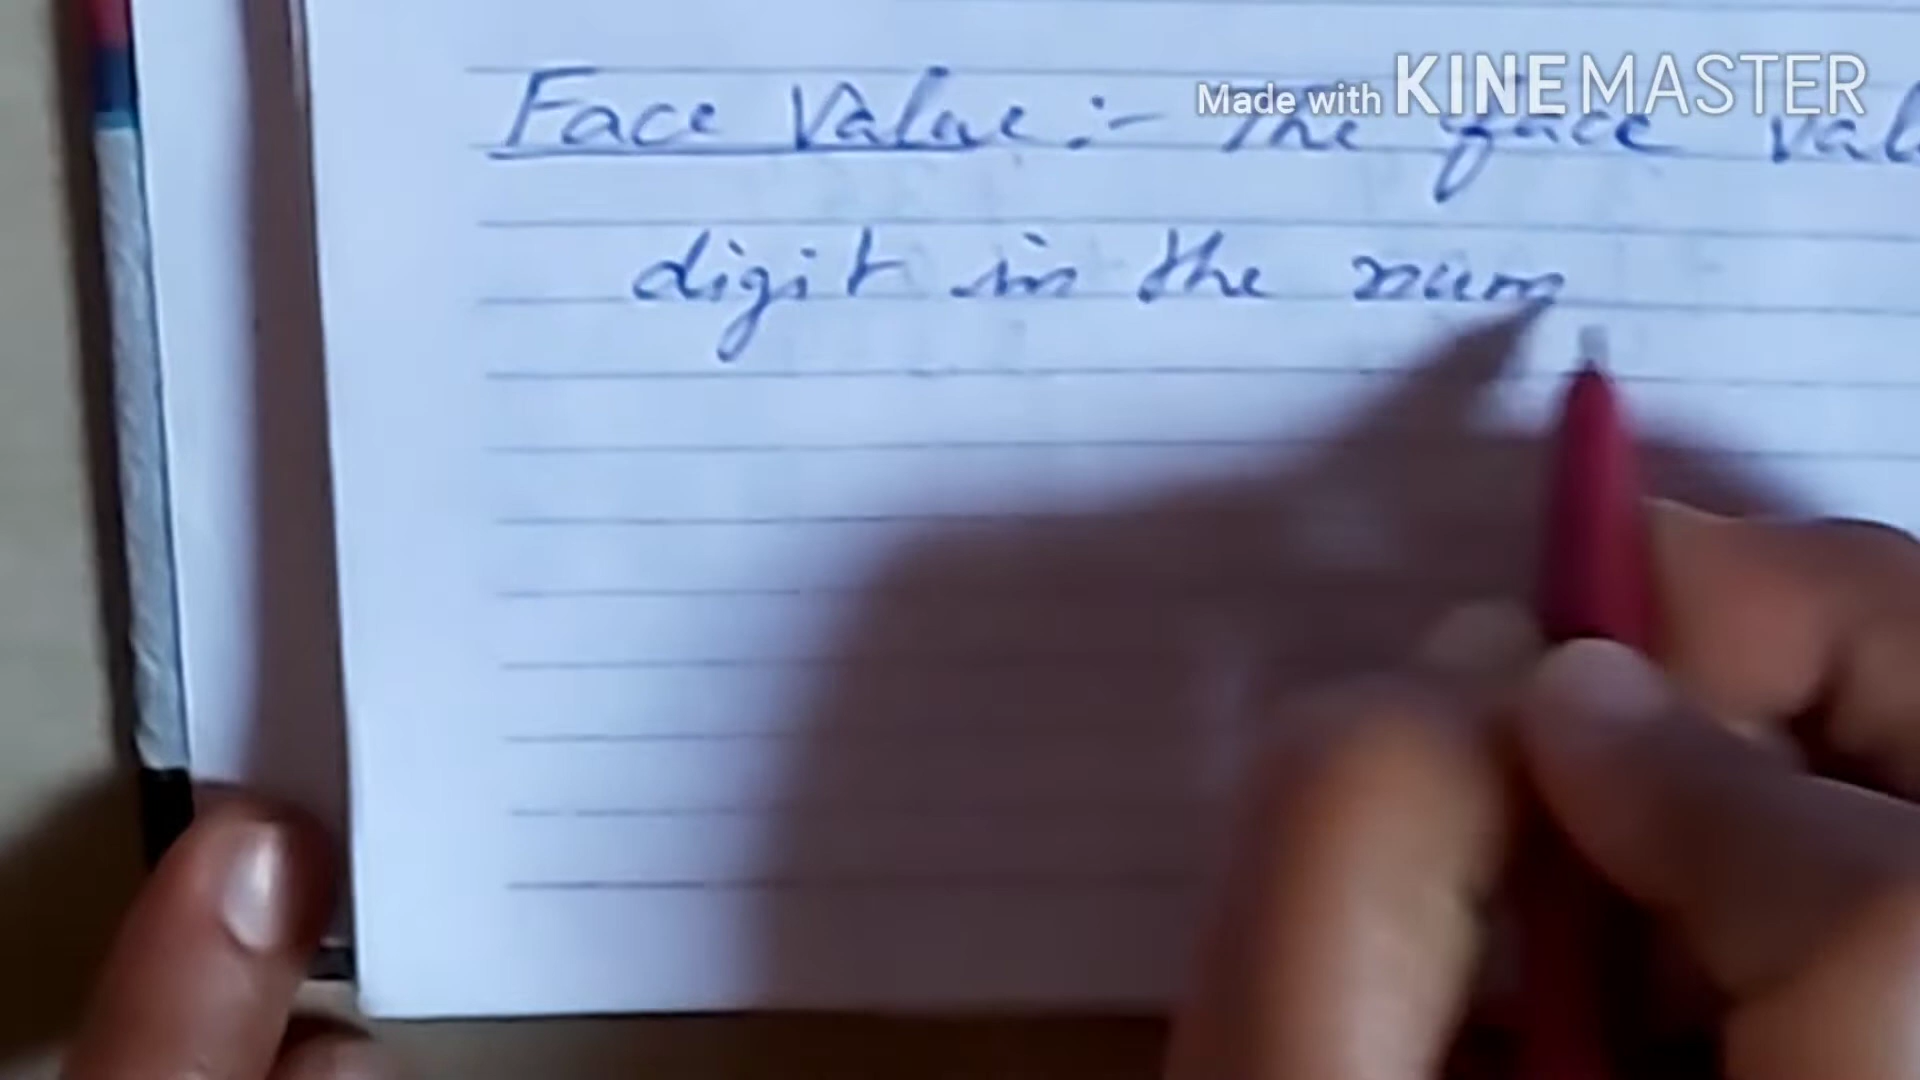 Made with KINEMASTER
Face Value :- The face val
digit in the num